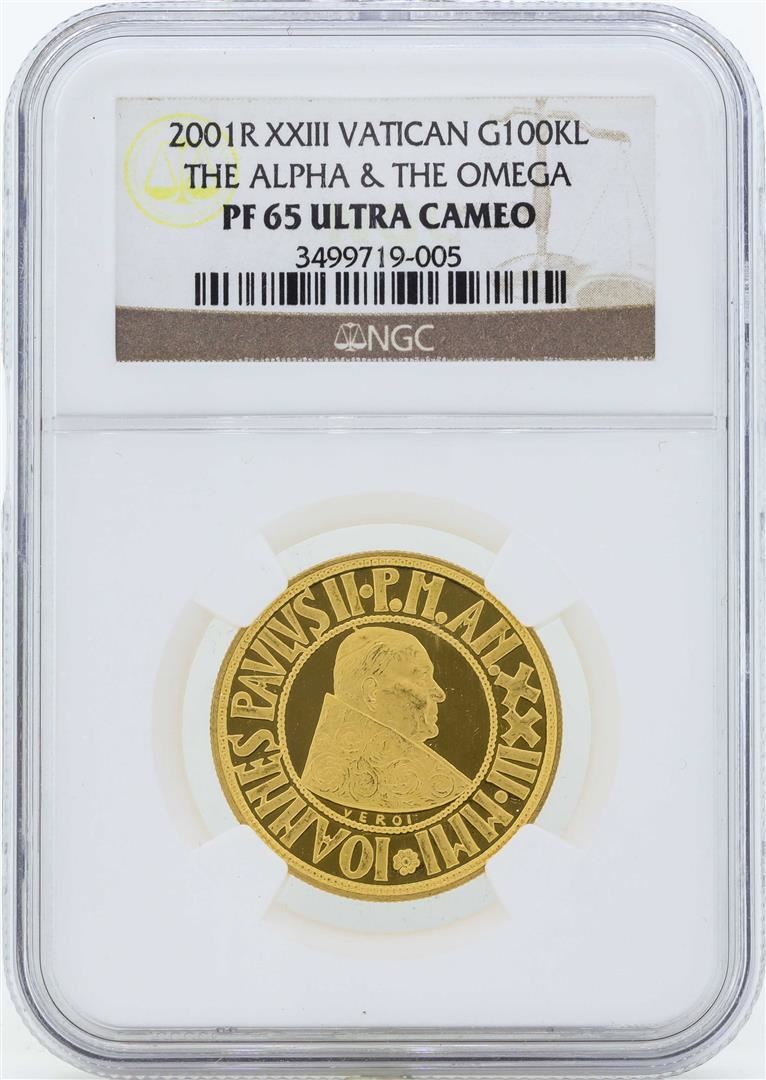 2001R XXIII VATICAN G100KL
THE ALPHA & THE OMEGA
PF 65 ULTRA CAMEO
3499719-005
NGC
IOANNES PAVLVS II · P. M. AN. XXIII · MMI
VEROI